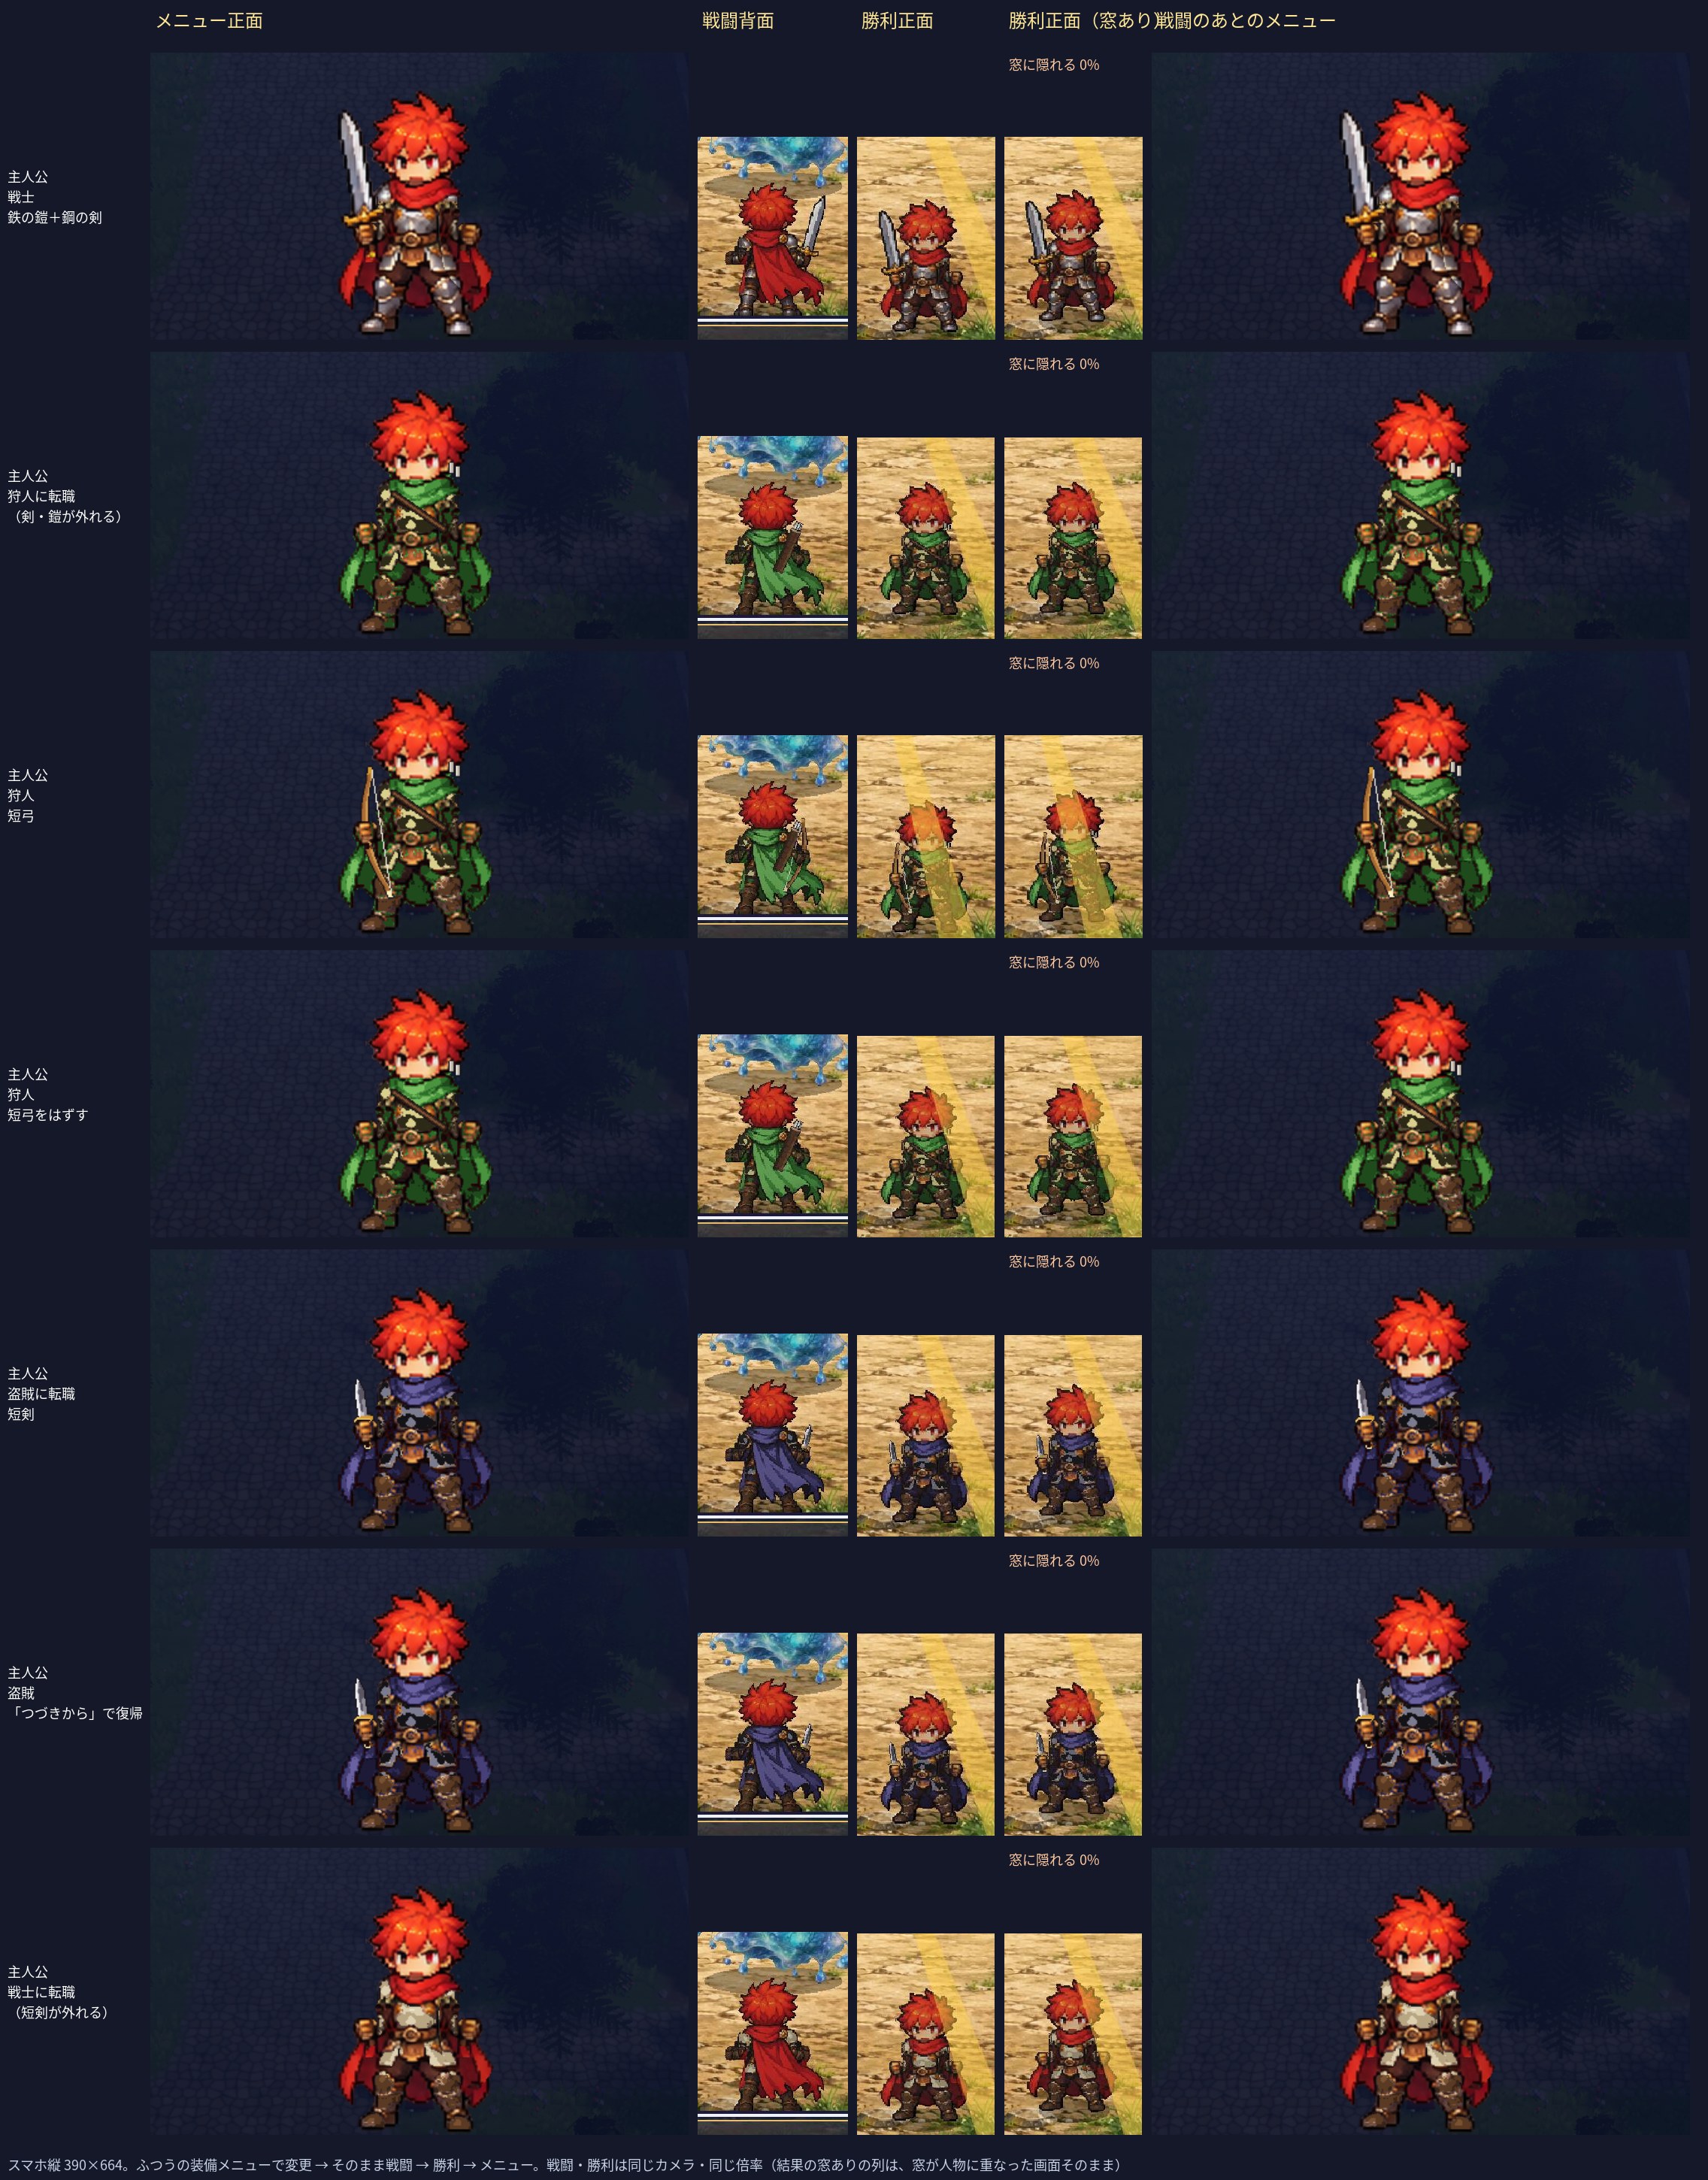 メニュー正面
戦闘背面
勝利正面
勝利正面（窓あり）戦闘のあとのメニュー
窓に隠れる 0%
主人公
戦士
鉄の鎧＋鋼の剣
窓に隠れる 0%
主人公
狩人に転職
（剣・鎧が外れる）
窓に隠れる 0%
主人公
狩人
短弓
窓に隠れる 0%
主人公
狩人
短弓をはずす
窓に隠れる 0%
主人公
盗賊に転職
短剣
窓に隠れる 0%
主人公
盗賊
「つづきから」で復帰
窓に隠れる 0%
主人公
戦士に転職
（短剣が外れる）
スマホ縦 390×664。ふつうの装備メニューで変更 → そのまま戦闘 → 勝利 → メニュー。戦闘・勝利は同じカメラ・同じ倍率（結果の窓ありの列は、窓が人物に重なった画面そのまま）